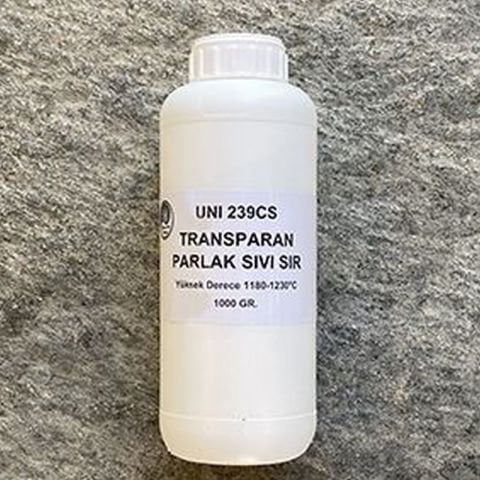 UNI 239CS
TRANSPARAN
PARLAK SIVI SIR
Yüksek Derece 1180-1230°C
1000 GR.